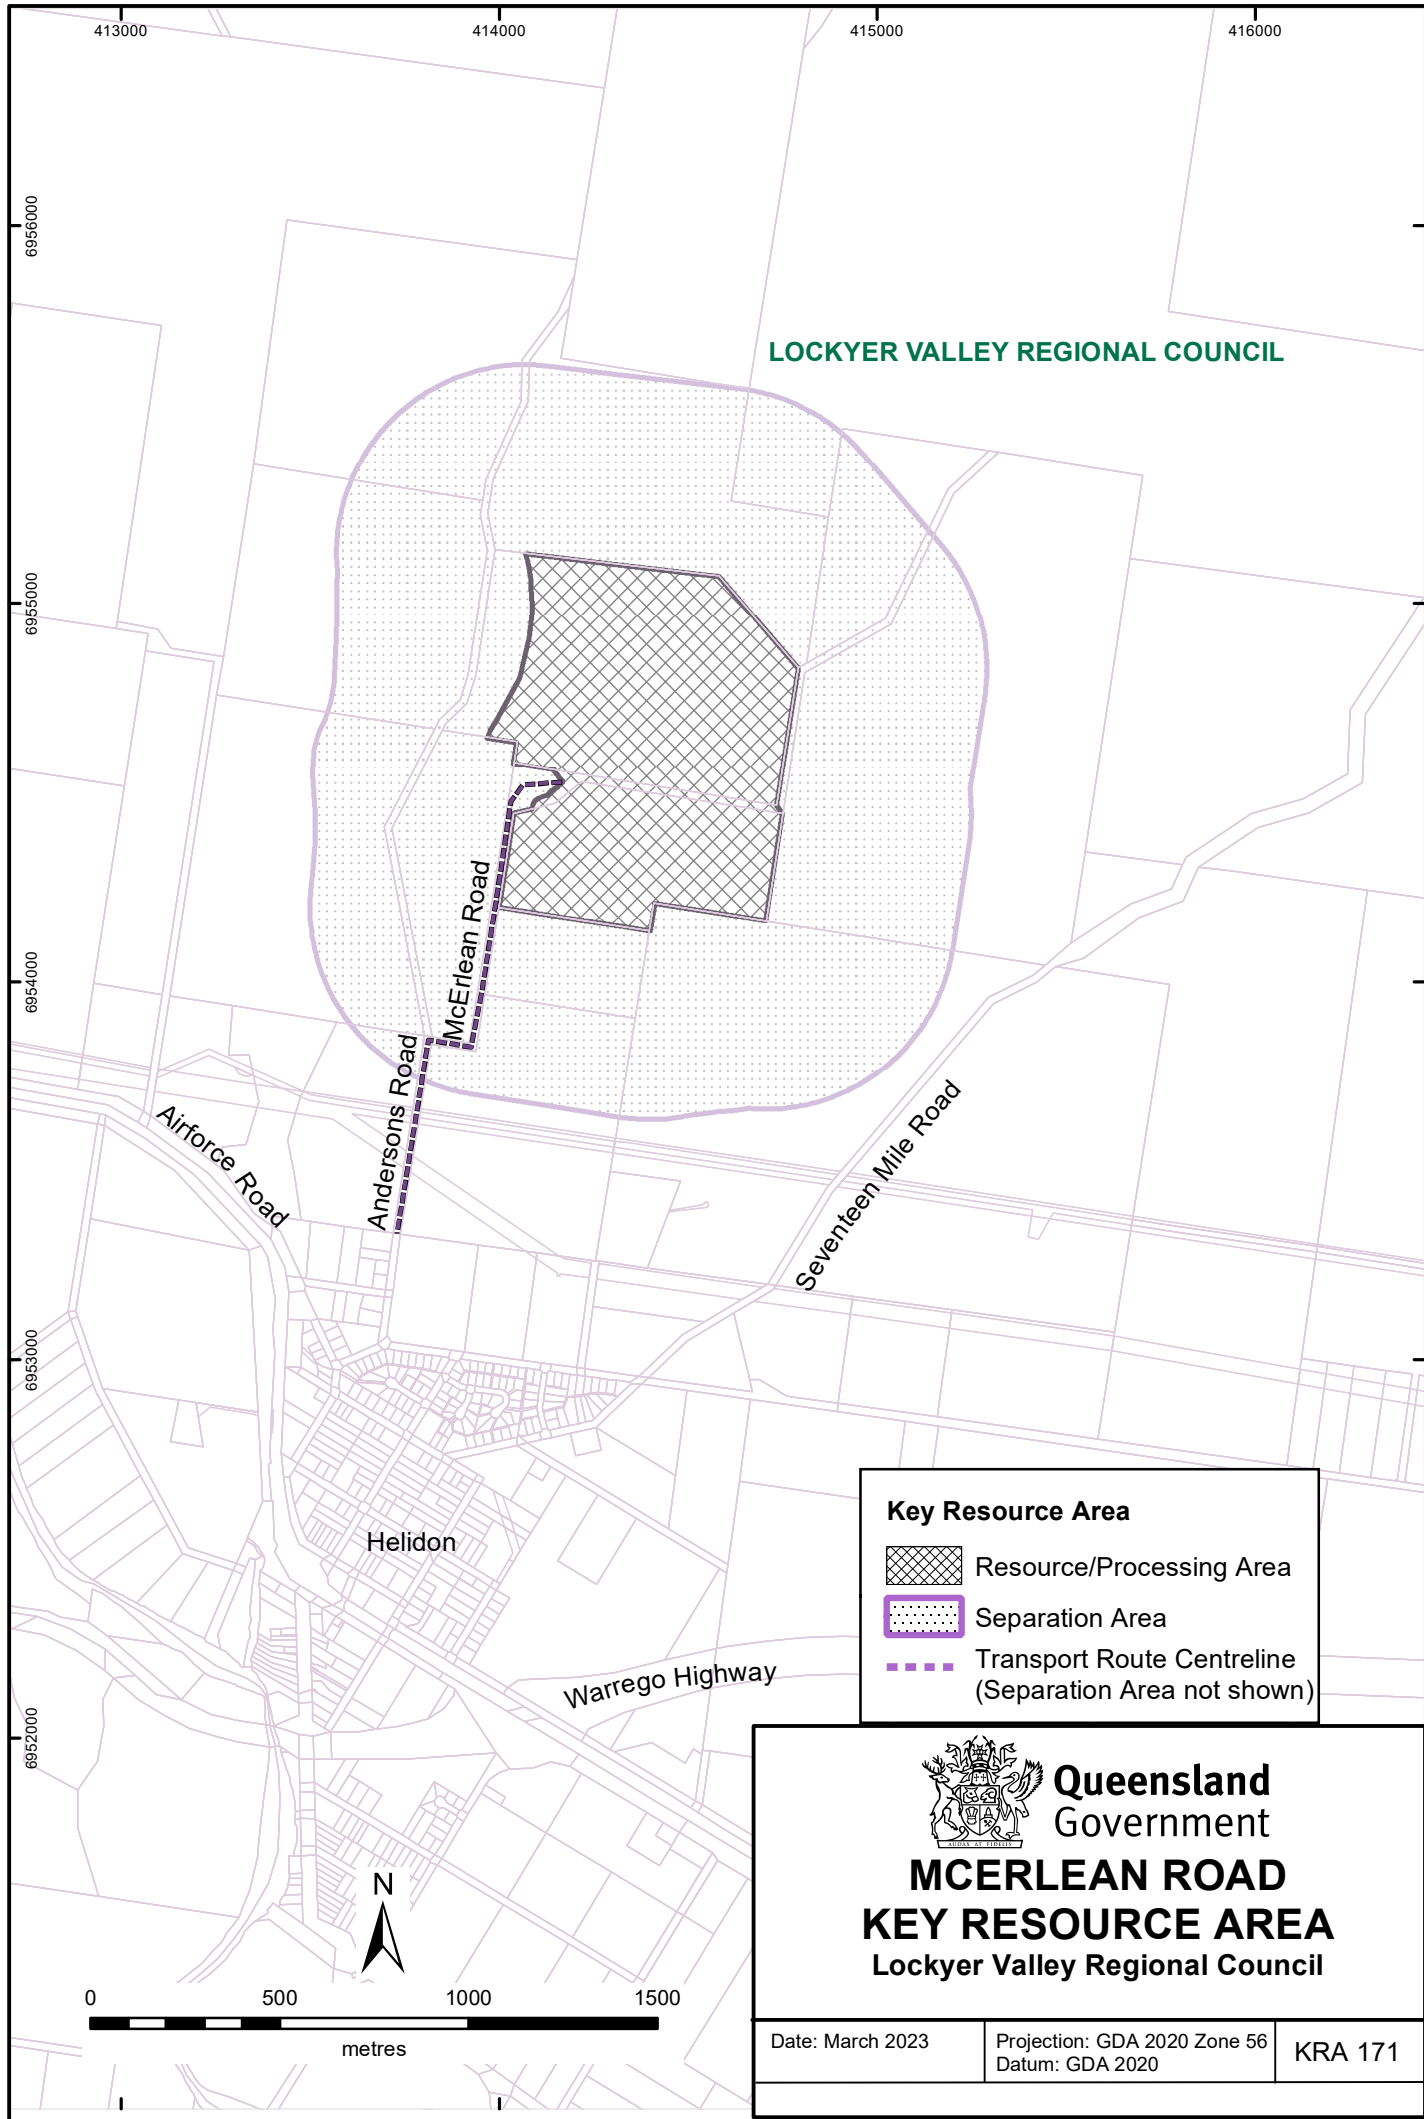 413000
414000
415000
416000
6956000
LOCKYER VALLEY REGIONAL COUNCIL
6955000
McErlean Road
6954000
Andersons Road
Airforce Road
Seventeen Mile Road
6953000
Helidon
Warrego Highway
6952000
Key Resource Area
Resource/Processing Area
Separation Area
Transport Route Centreline
(Separation Area not shown)
Queensland
Government
AUDAX AT FIDELIS
MCERLEAN ROAD
KEY RESOURCE AREA
Lockyer Valley Regional Council
N
0 500 1000 1500
metres
Date: March 2023
Projection: GDA 2020 Zone 56
Datum: GDA 2020
KRA 171